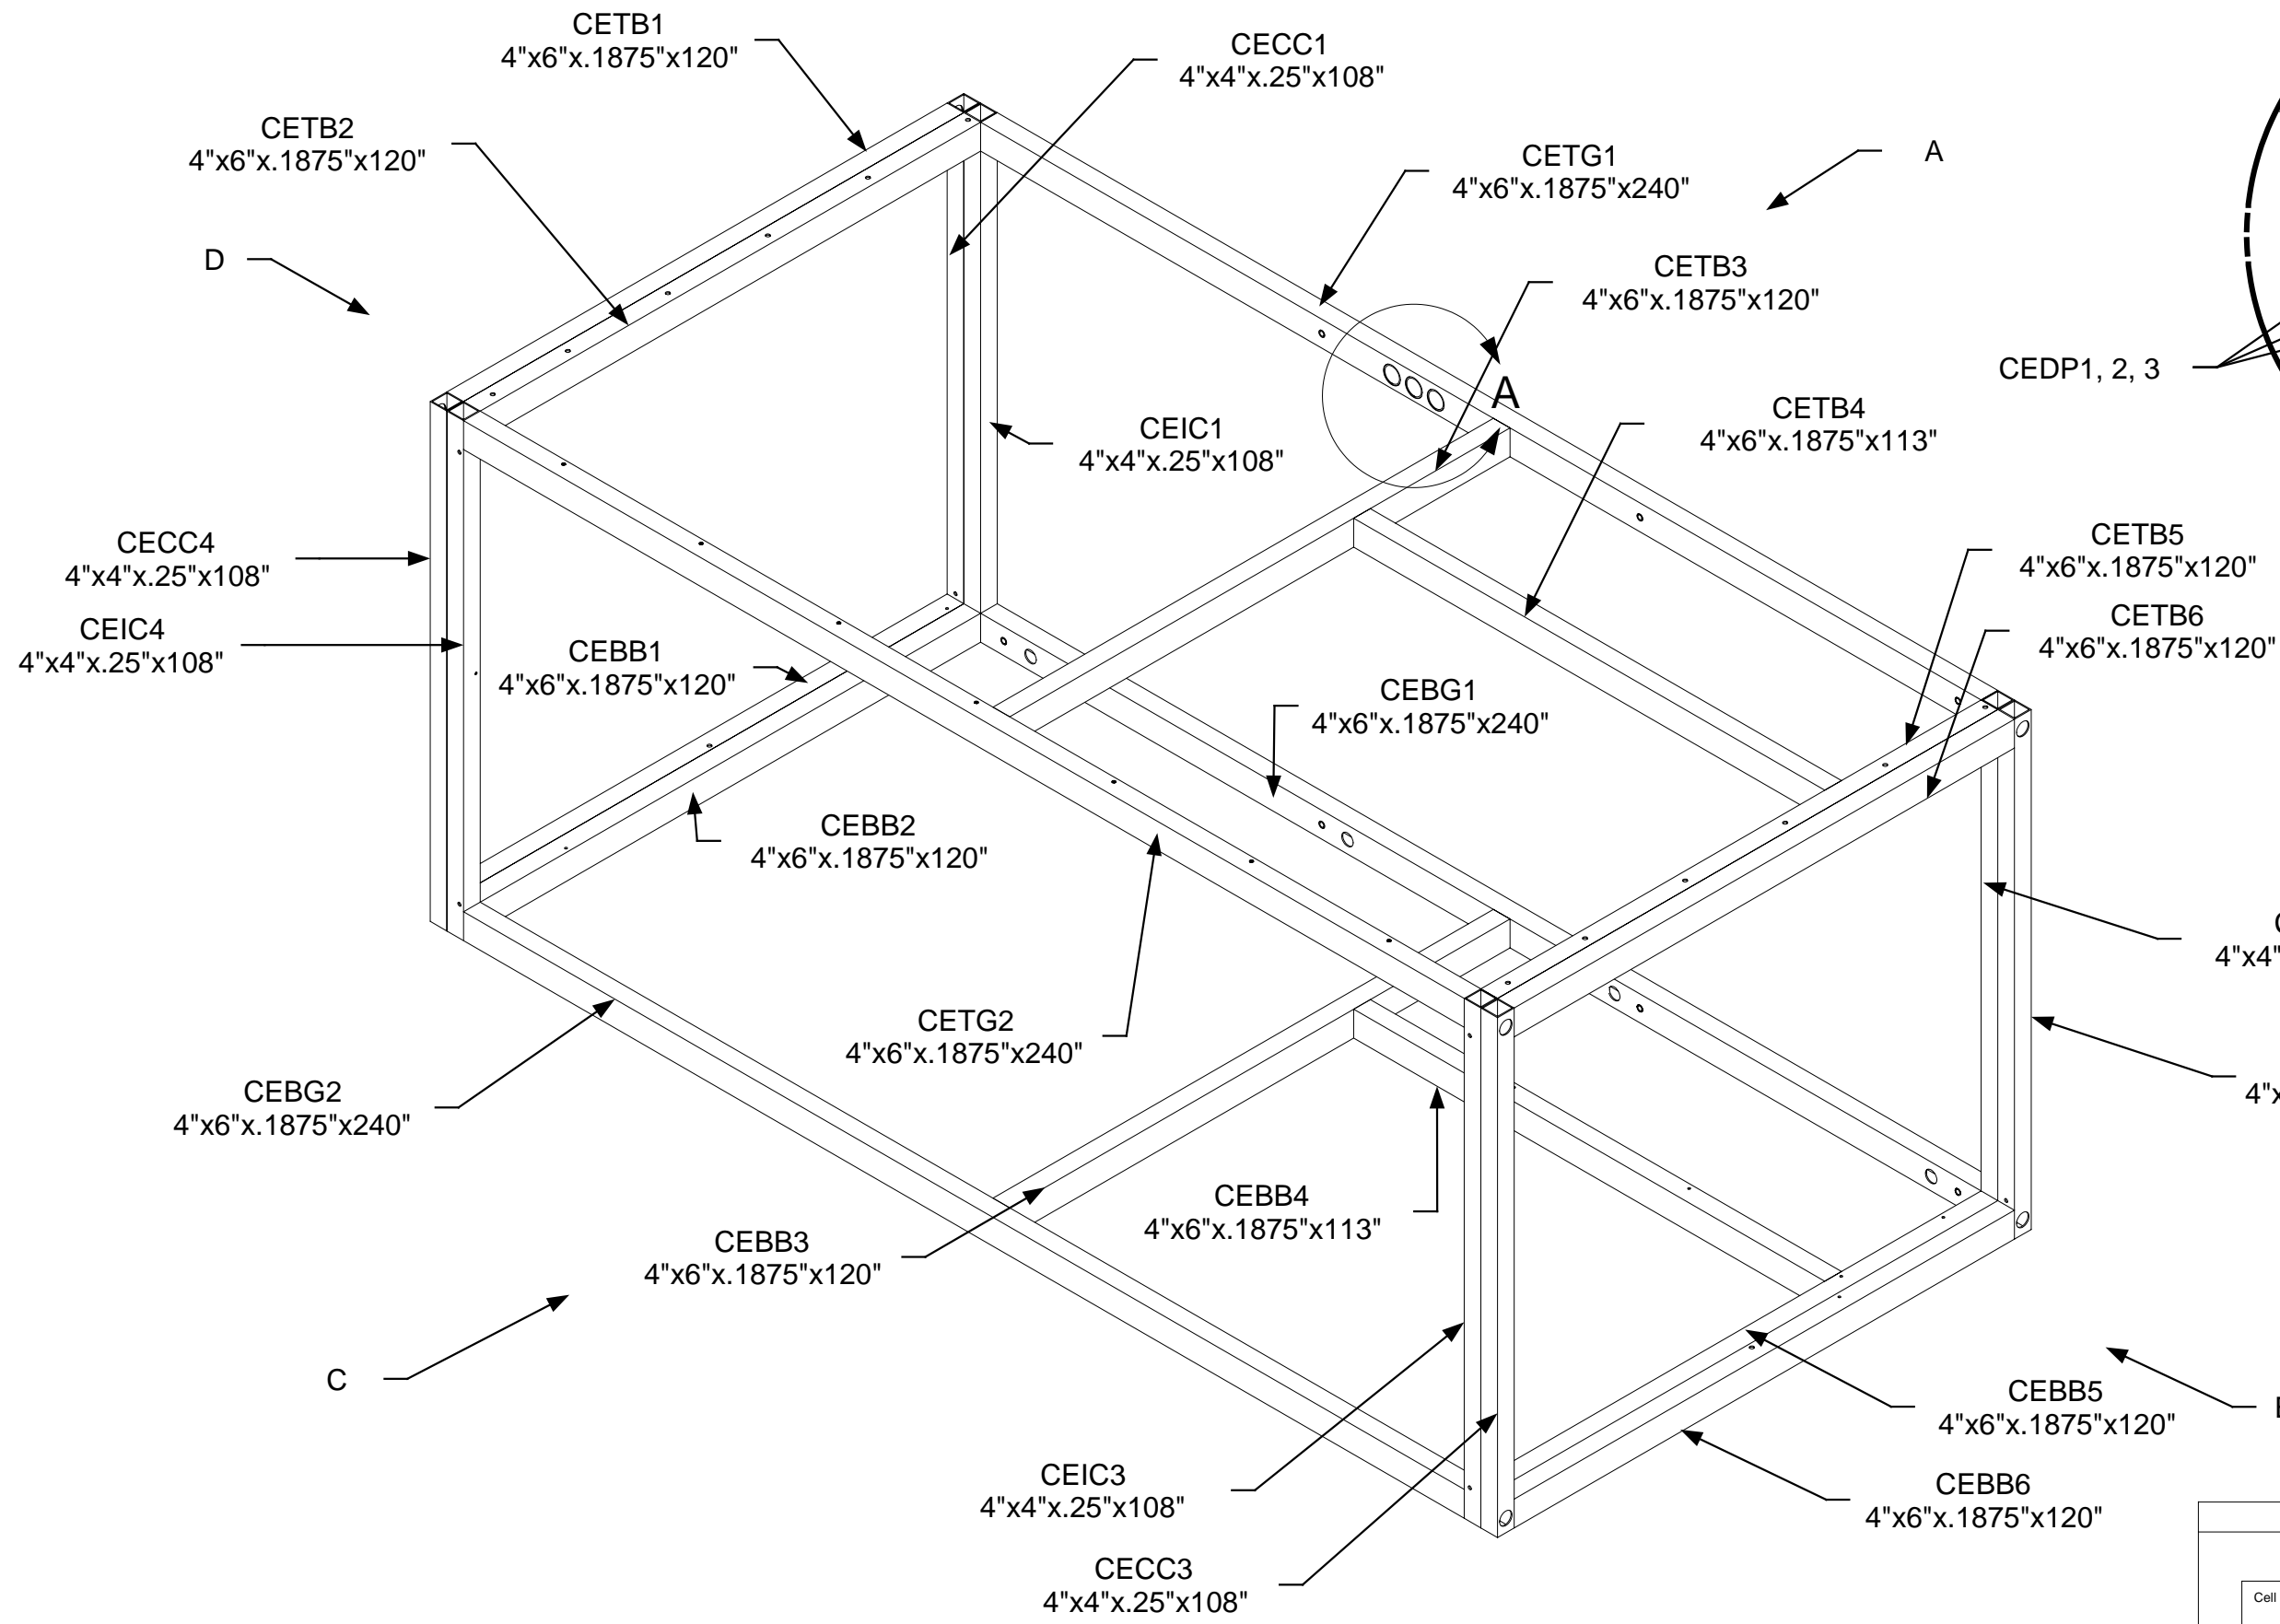 CETB1
4"x6"x.1875"x120"
CECC1
4"x4"x.25"x108"
CETB2
4"x6"x.1875"x120"
CETG1
4"x6"x.1875"x240"
A
D
CETB3
4"x6"x.1875"x120"
CEDP1, 2, 3
A
CETB4
4"x6"x.1875"x113"
CEIC1
4"x4"x.25"x108"
CECC4
4"x4"x.25"x108"
CETB5
4"x6"x.1875"x120"
CEIC4
4"x4"x.25"x108"
CETB6
4"x6"x.1875"x120"
CEBB1
4"x6"x.1875"x120"
CEBG1
4"x6"x.1875"x240"
CEBB2
4"x6"x.1875"x120"
4"x4"
CETG2
4"x6"x.1875"x240"
CEBG2
4"x6"x.1875"x240"
4"x
CEBB4
4"x6"x.1875"x113"
CEBB3
4"x6"x.1875"x120"
C
CEBB5
4"x6"x.1875"x120"
CEIC3
4"x4"x.25"x108"
CEBB6
4"x6"x.1875"x120"
CECC3
4"x4"x.25"x108"
Cell